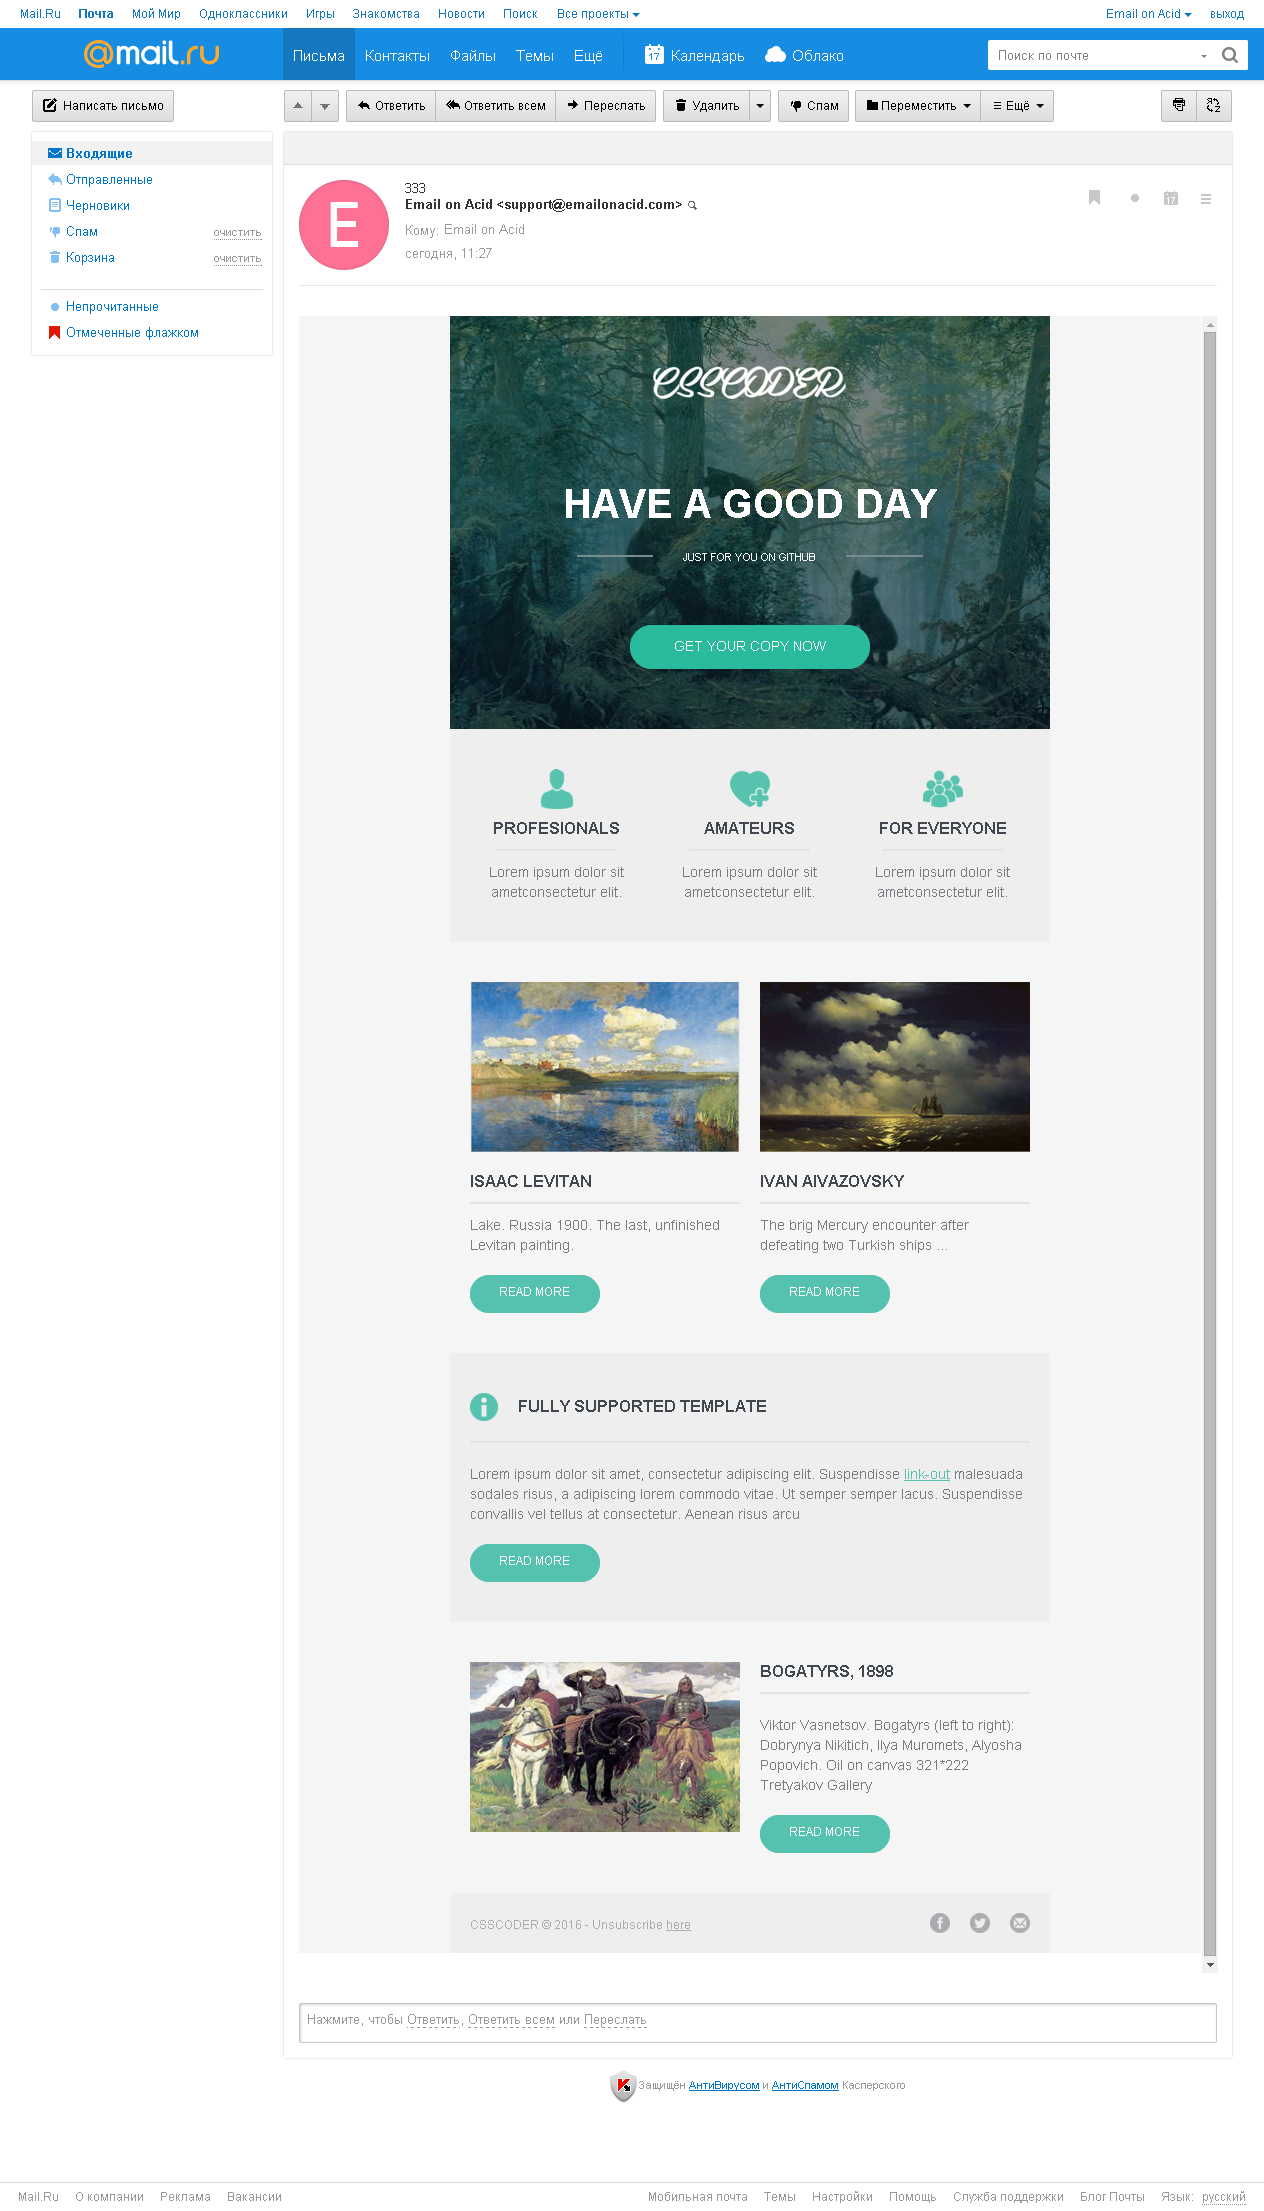 Mail.Ru Почта Мой Мир Одноклассники Игры Знакомства Новости Поиск Все проекты Email on Acid выход
@mail.ru Письма Контакты Файлы Темы Ещё 17 Календарь Облако Поиск по почте
Написать письмо Ответить Ответить всем Переслать Удалить Спам Переместить Ещё
Входящие
Отправленные
Черновики
Спам очистить
Корзина очистить
Непрочитанные
Отмеченные флажком
E
333
Email on Acid <support@emailonacid.com>
Кому: Email on Acid
сегодня, 11:27
17
CSSCODER
HAVE A GOOD DAY
JUST FOR YOU ON GITHUB
GET YOUR COPY NOW
PROFESIONALS AMATEURS FOR EVERYONE
Lorem ipsum dolor sit Lorem ipsum dolor sit Lorem ipsum dolor sit
ametconsectetur elit. ametconsectetur elit. ametconsectetur elit.
ISAAC LEVITAN
Lake. Russia 1900. The last, unfinished
Levitan painting.
READ MORE
IVAN AIVAZOVSKY
The brig Mercury encounter after
defeating two Turkish ships ...
READ MORE
FULLY SUPPORTED TEMPLATE
Lorem ipsum dolor sit amet, consectetur adipiscing elit. Suspendisse link-out malesuada
sodales risus, a adipiscing lorem commodo vitae. Ut semper semper lacus. Suspendisse
convallis vel tellus at consectetur. Aenean risus arcu
READ MORE
BOGATYRS, 1898
Viktor Vasnetsov. Bogatyrs (left to right):
Dobrynya Nikitich, Ilya Muromets, Alyosha
Popovich. Oil on canvas 321*222
Tretyakov Gallery
READ MORE
CSSCODER © 2016 - Unsubscribe here
Нажмите, чтобы Ответить, Ответить всем или Переслать
Защищён АнтиВирусом и АнтиСпамом Касперского
Mail.Ru О компании Реклама Вакансии Мобильная почта Темы Настройки Помощь Служба поддержки Блог Почты Язык: русский